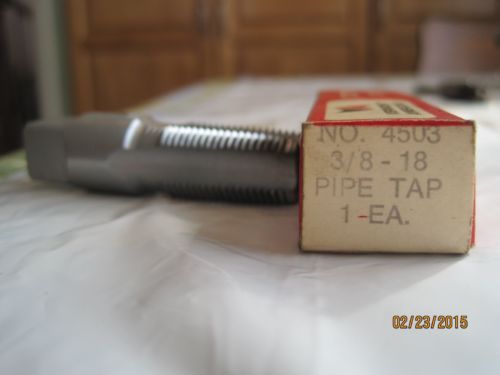 NO. 4503
3/8-18
PIPE TAP
1-EA.
02/23/2015